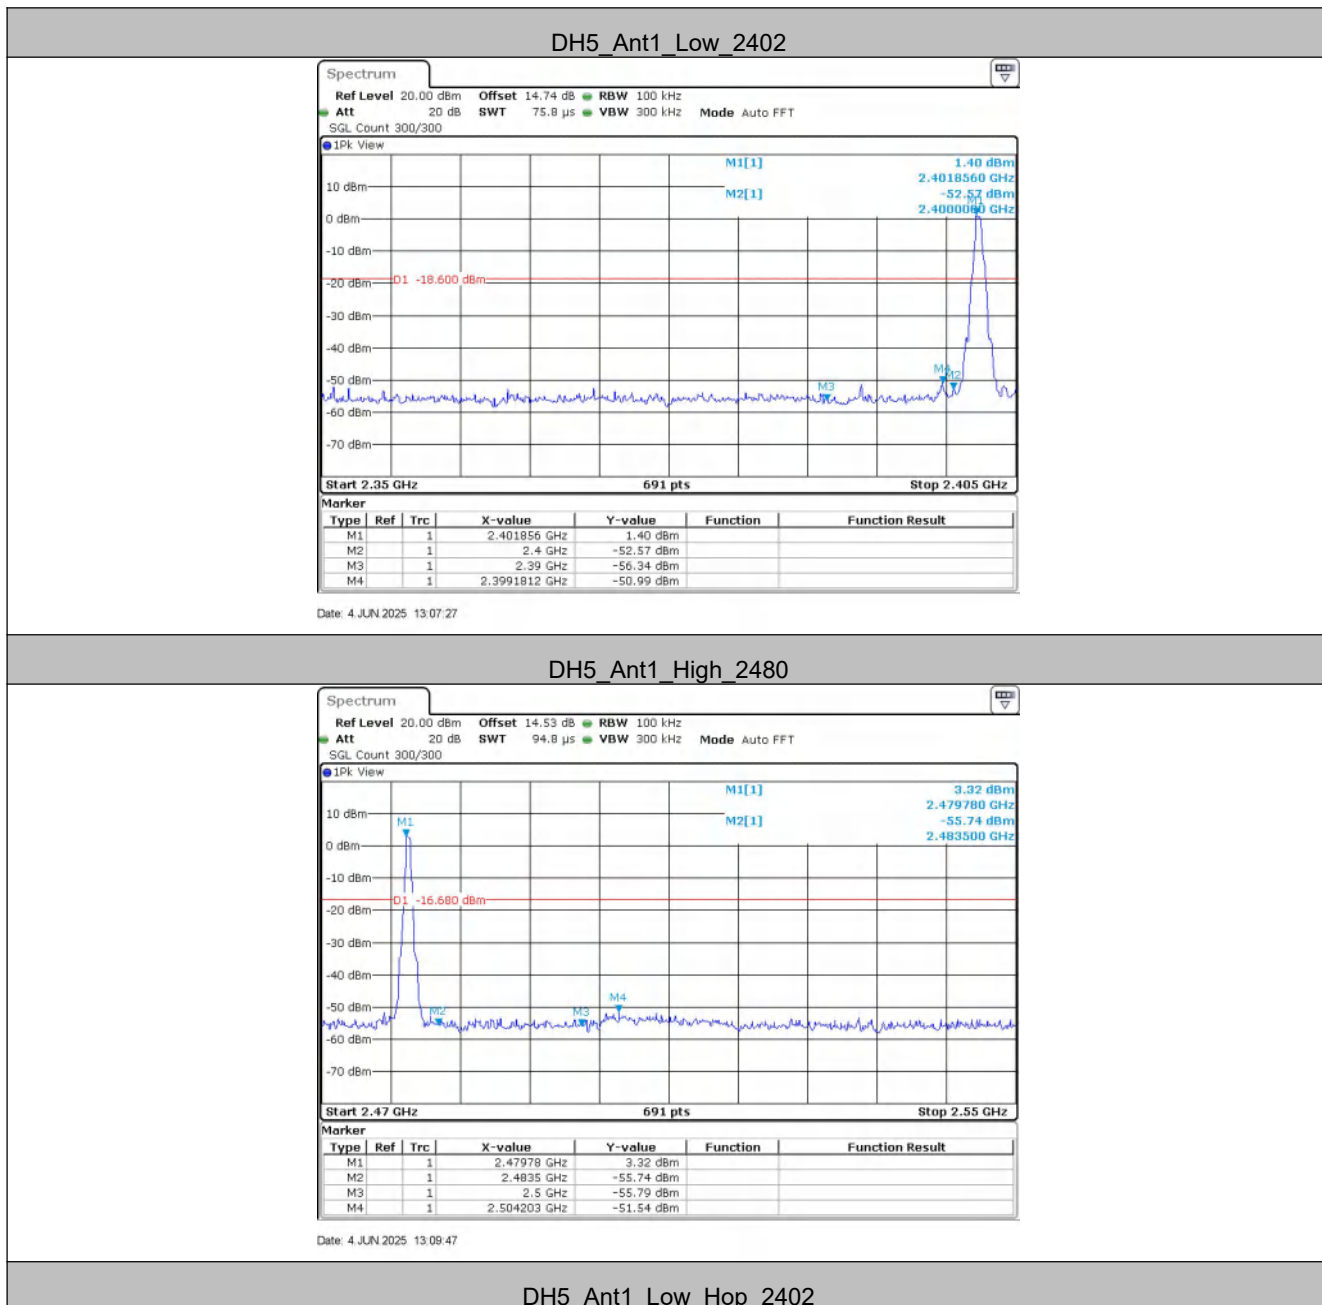 DH5_Ant1_Low_2402
Spectrum
Ref Level 20.00 dBm Offset 14.74 dB RBW 100 kHz
Att 20 dB SWT 75.8 µs VBW 300 kHz Mode Auto FFT
SGL Count 300/300
1Pk View
M1[1] 1.40 dBm
2.4018560 GHz
M2[1] -52.57 dBm
2.4000000 GHz
M1
10 dBm
0 dBm
-10 dBm
D1 -18.600 dBm
-20 dBm
-30 dBm
-40 dBm
M4
M2
-50 dBm
M3
-60 dBm
-70 dBm
Start 2.35 GHz 691 pts Stop 2.405 GHz
Marker
Type Ref Trc X-value Y-value Function Function Result
M1 1 2.401856 GHz 1.40 dBm
M2 1 2.4 GHz -52.57 dBm
M3 1 2.39 GHz -56.34 dBm
M4 1 2.3991812 GHz -50.99 dBm
Date: 4.JUN.2025 13:07:27
DH5_Ant1_High_2480
Spectrum
Ref Level 20.00 dBm Offset 14.53 dB RBW 100 kHz
Att 20 dB SWT 94.8 µs VBW 300 kHz Mode Auto FFT
SGL Count 300/300
1Pk View
M1[1] 3.32 dBm
2.479780 GHz
M2[1] -55.74 dBm
2.483500 GHz
10 dBm
M1
0 dBm
-10 dBm
D1 -16.680 dBm
-20 dBm
-30 dBm
-40 dBm
M4
-50 dBm
M2
M3
-60 dBm
-70 dBm
Start 2.47 GHz 691 pts Stop 2.55 GHz
Marker
Type Ref Trc X-value Y-value Function Function Result
M1 1 2.47978 GHz 3.32 dBm
M2 1 2.4835 GHz -55.74 dBm
M3 1 2.5 GHz -55.79 dBm
M4 1 2.504203 GHz -51.54 dBm
Date: 4.JUN.2025 13:09:47
DH5_Ant1_Low_Hop_2402